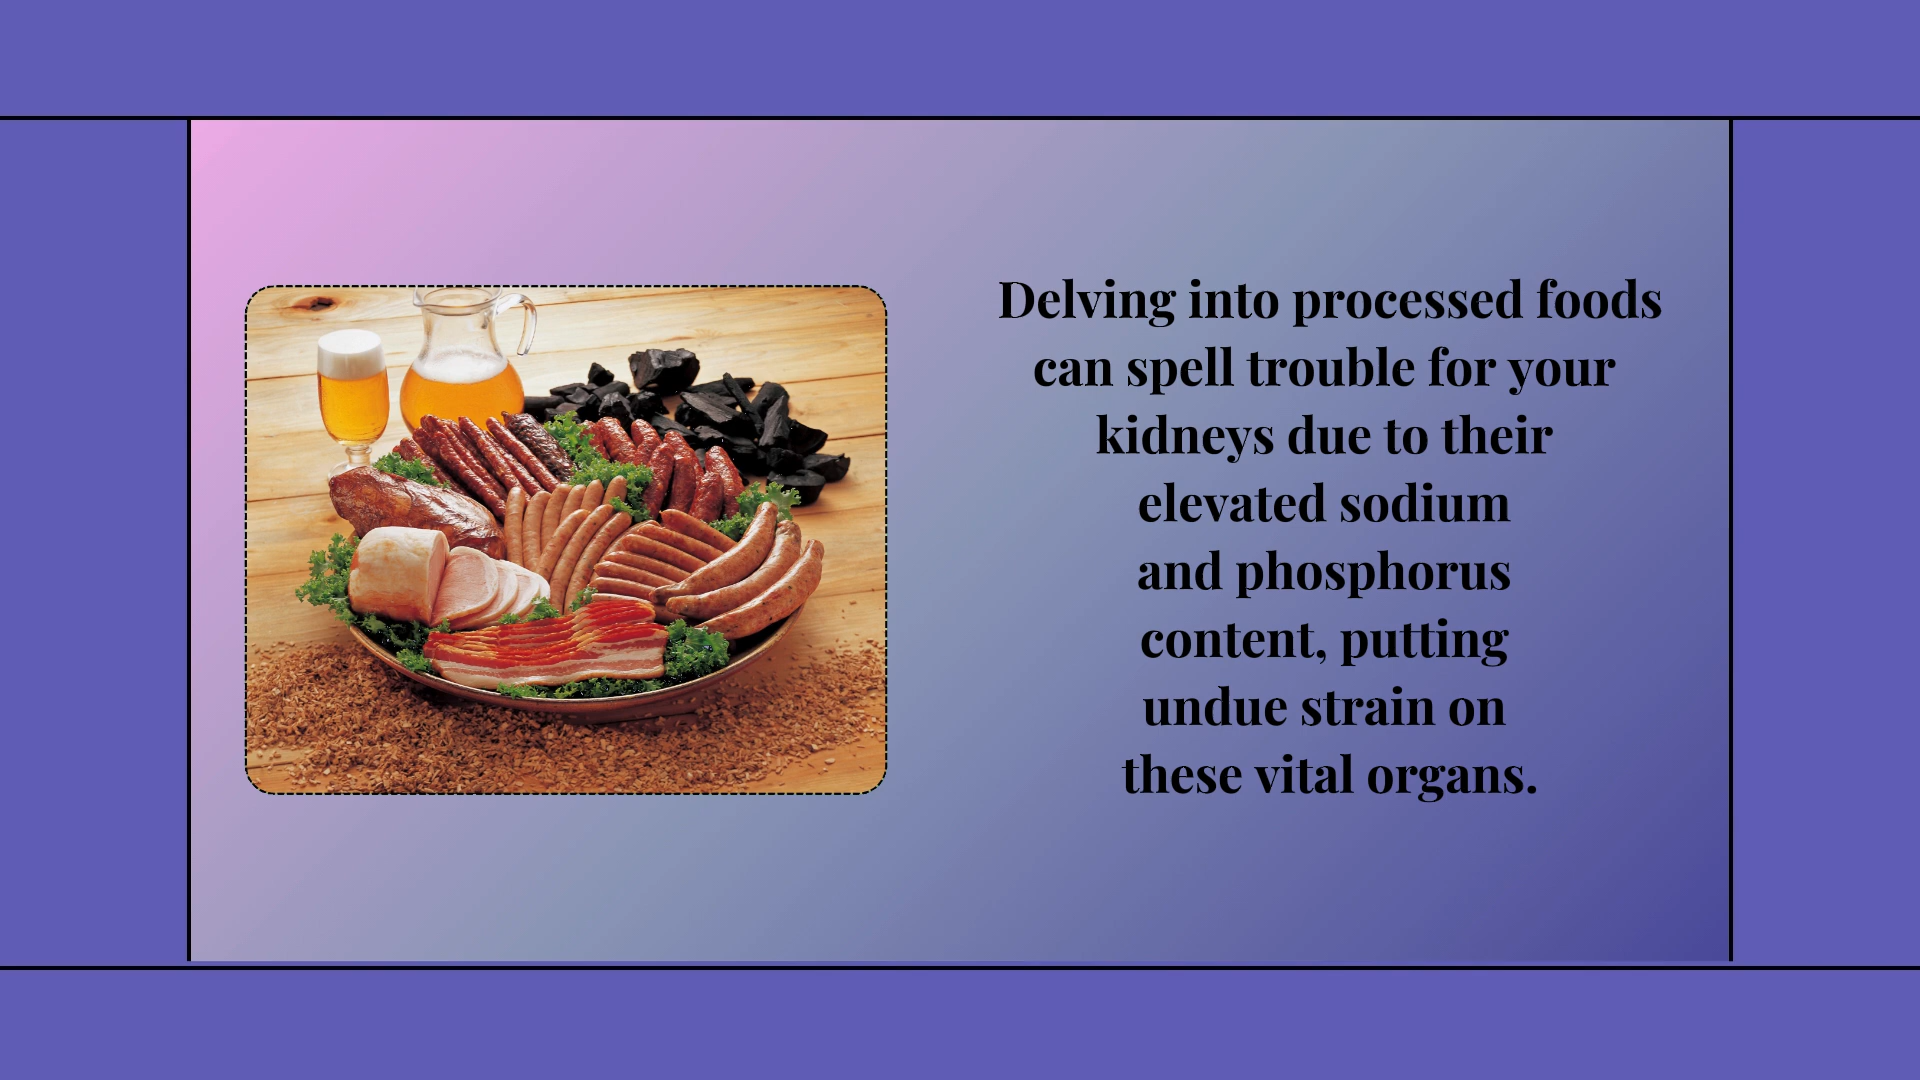 Delving into processed foods
can spell trouble for your
kidneys due to their
elevated sodium
and phosphorus
content, putting
undue strain on
these vital organs.